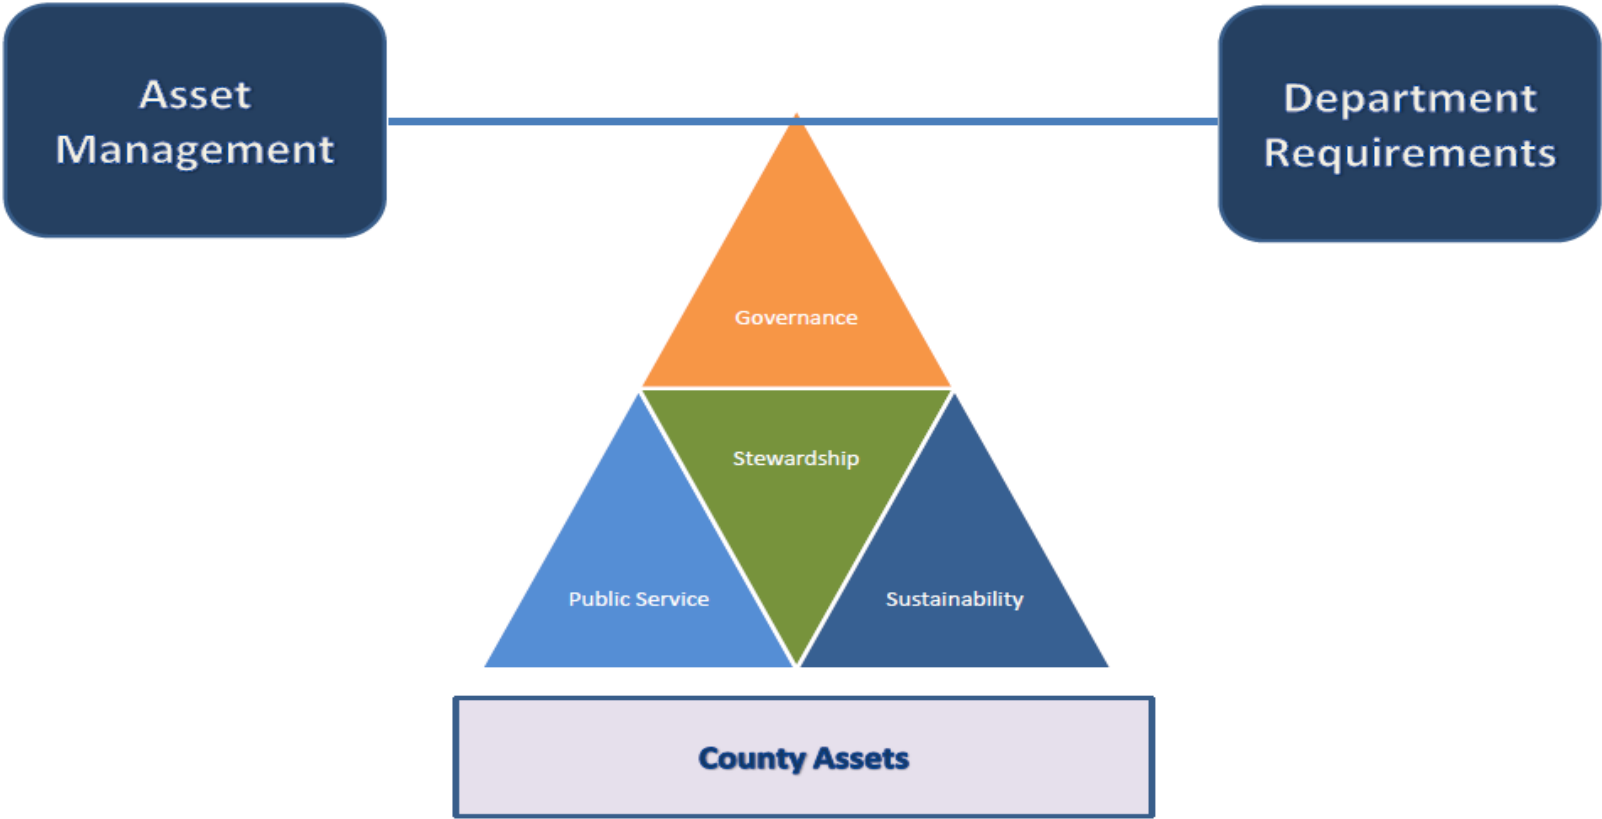 Asset
Management
Department
Requirements
Governance
Stewardship
Public Service
Sustainability
County Assets